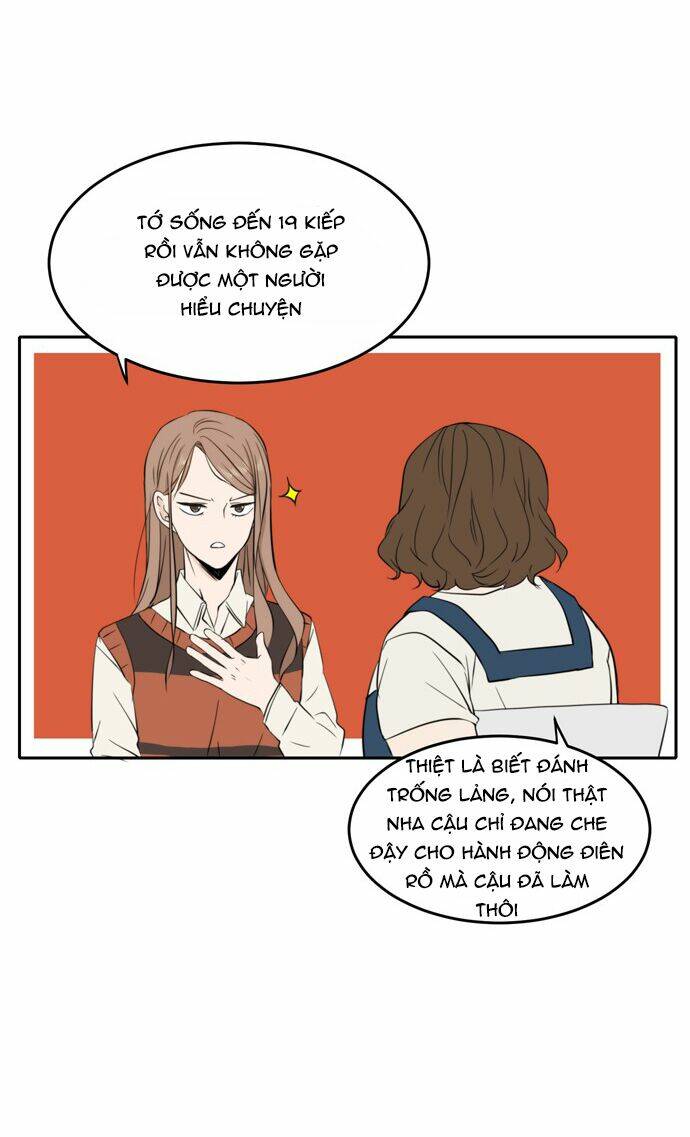 TỚ SỐNG ĐẾN 19 KIẾP
RỒI VẪN KHÔNG GẶP
ĐƯỢC MỘT NGƯỜI
HIỂU CHUYỆN
THIỆT LÀ BIẾT ĐÁNH
TRỐNG LẢNG, NÓI THẬT
NHA CẬU CHỈ ĐANG CHE
ĐẬY CHO HÀNH ĐỘNG ĐIÊN
RỒ MÀ CẬU ĐÃ LÀM
THÔI